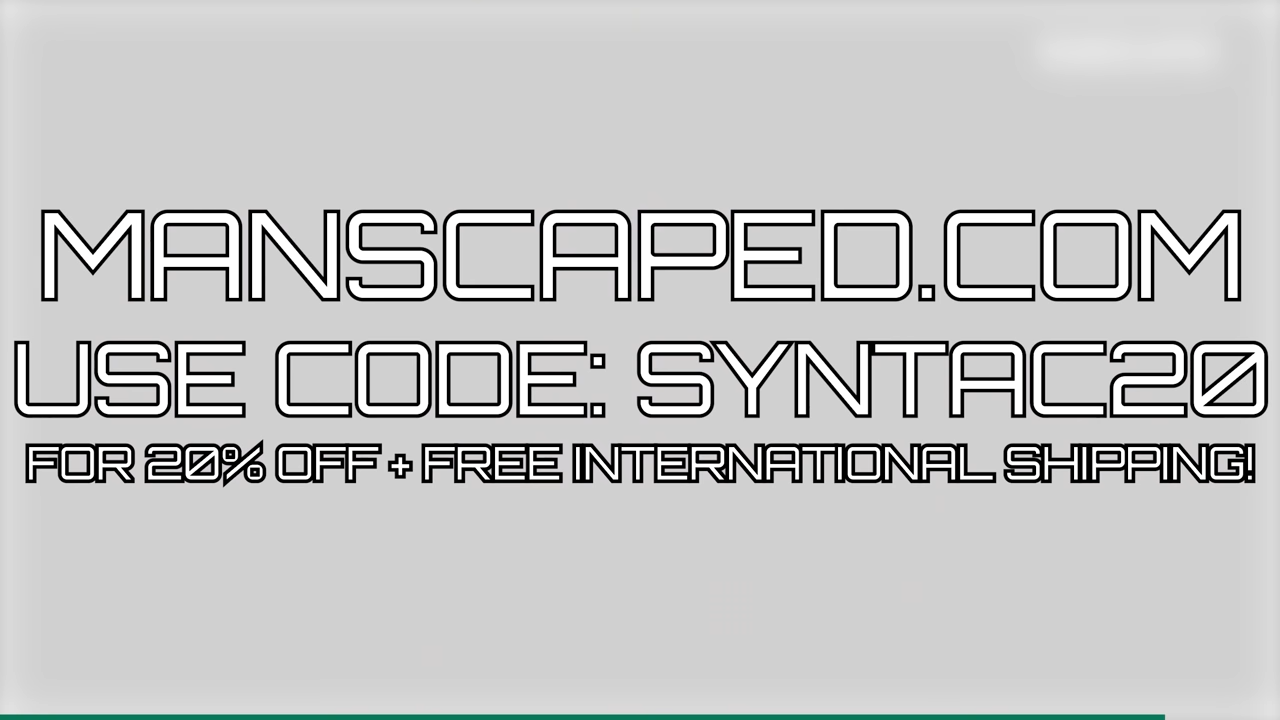 MANSCAPED.COM
USE CODE: SYNTAC20
FOR 20% OFF + FREE INTERNATIONAL SHIPPING!